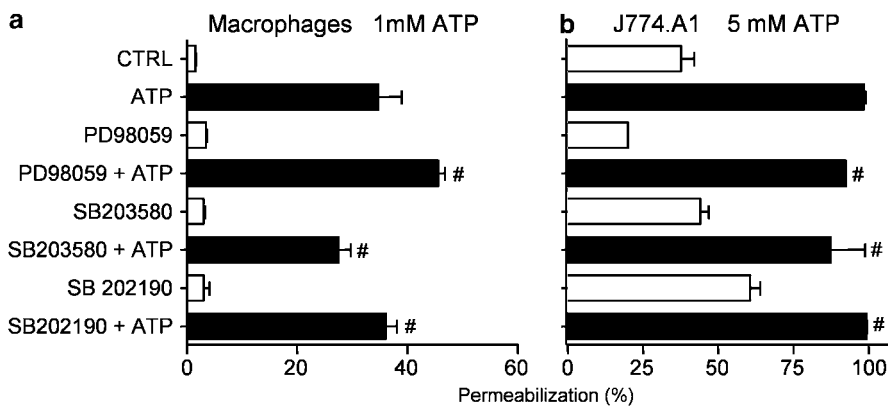 a Macrophages 1mM ATP
b J774.A1 5 mM ATP
CTRL
ATP
PD98059
PD98059 + ATP #  #
SB203580
SB203580 + ATP #  #
SB 202190
SB202190 + ATP #  #
0 20 40 60
0 25 50 75 100
Permeabilization (%)